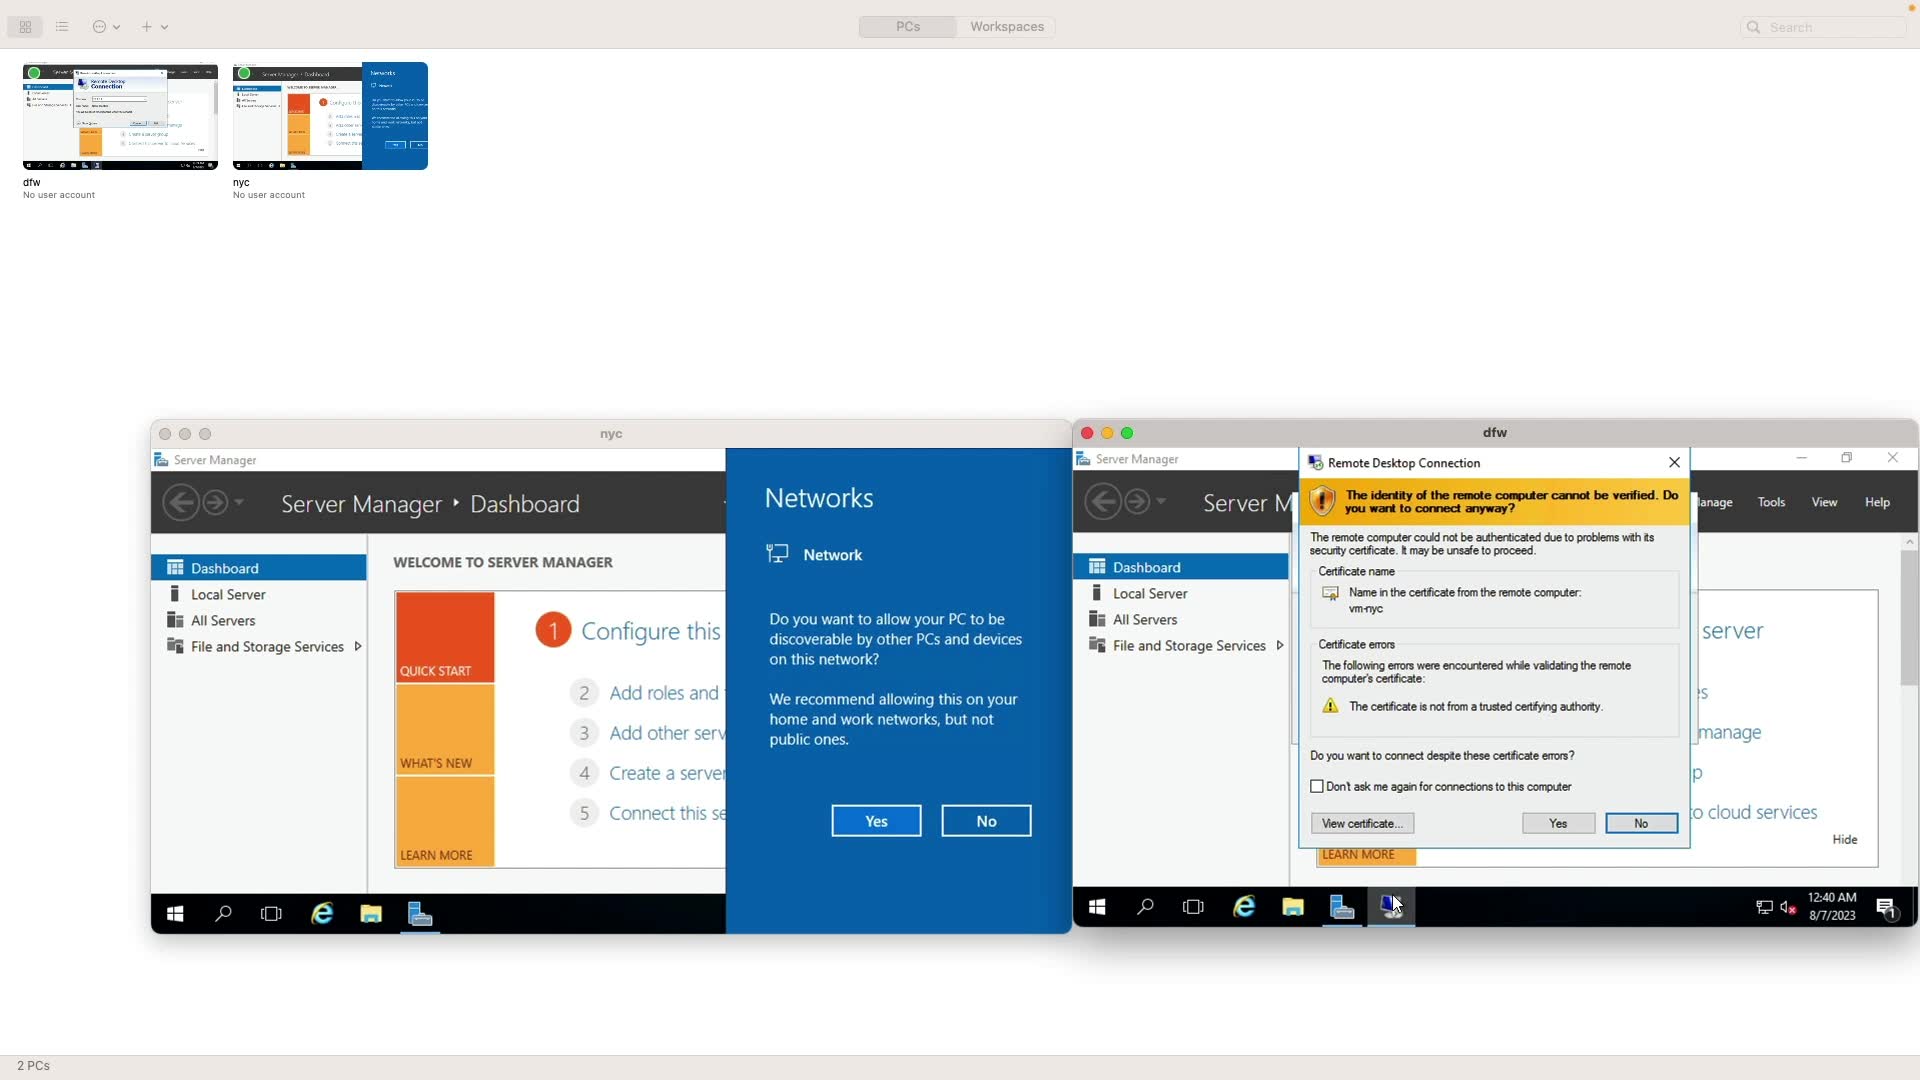 PCs
Workspaces
Search
dfw
No user account
nyc
No user account
nyc
Server Manager
Server Manager
Dashboard
Dashboard
Local Server
All Servers
File and Storage Services
WELCOME TO SERVER MANAGER
QUICK START
WHAT'S NEW
LEARN MORE
1 Configure this
2 Add roles and
3 Add other serv
4 Create a server
5 Connect this se
Networks
Network
Do you want to allow your PC to be
discoverable by other PCs and devices
on this network?
We recommend allowing this on your
home and work networks, but not
public ones.
Yes
No
dfw
Server Manager
Server M
anage
Tools
View
Help
Dashboard
Local Server
All Servers
File and Storage Services
Remote Desktop Connection
The identity of the remote computer cannot be verified. Do
you want to connect anyway?
The remote computer could not be authenticated due to problems with its
security certificate. It may be unsafe to proceed.
Certificate name
Name in the certificate from the remote computer:
vm-nyc
Certificate errors
The following errors were encountered while validating the remote
computer's certificate:
The certificate is not from a trusted certifying authority.
Do you want to connect despite these certificate errors?
Don't ask me again for connections to this computer
View certificate...
Yes
No
server
es
manage
p
to cloud services
Hide
LEARN MORE
12:40 AM
8/7/2023
1
2 PCs